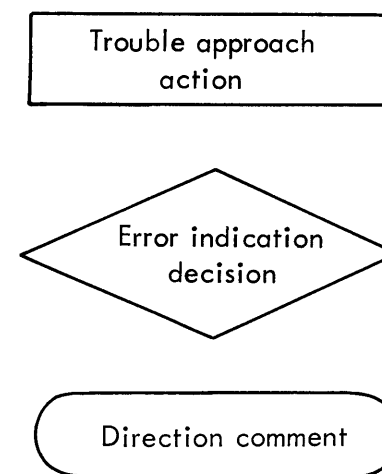 Trouble approach
action
Error indication
decision
Direction comment